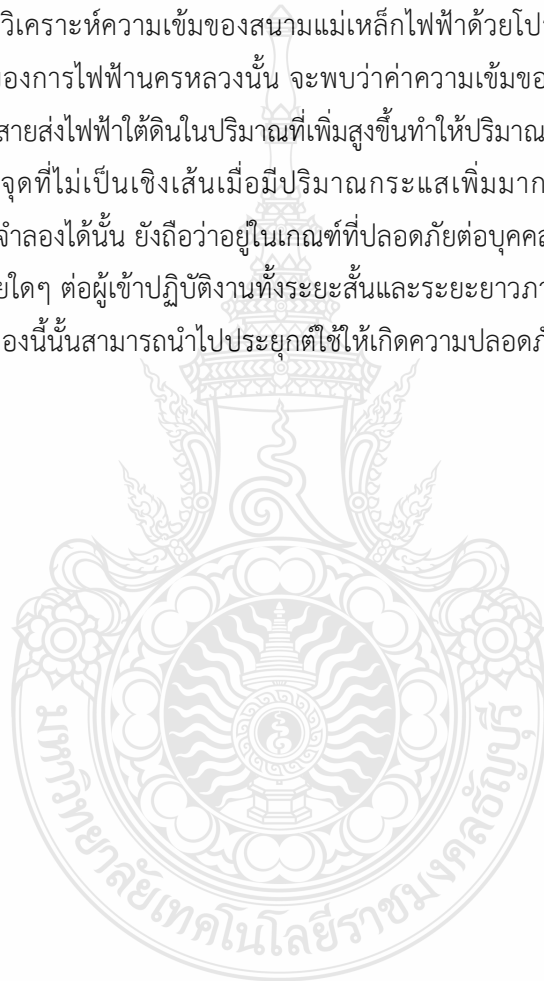 วิเคราะห์ความเข้มของสนามแม่เหล็กไฟฟ้าด้วยโป
ของการไฟฟ้านครหลวงนั้น จะพบว่าค่าความเข้มขอ
สายส่งไฟฟ้าใต้ดินในปริมาณที่เพิ่มสูงขึ้นทำให้ปริมาณ
จุดที่ไม่เป็นเชิงเส้นเมื่อมีปริมาณกระแสเพิ่มมาก
จำลองได้นั้น ยังถือว่าอยู่ในเกณฑ์ที่ปลอดภัยต่อบุคคล
ยใดๆ ต่อผู้เข้าปฏิบัติงานทั้งระยะสั้นและระยะยาวภา
องนี้นั้นสามารถนำไปประยุกต์ใช้ให้เกิดความปลอดภั
มหาวิทยาลัยเทคโนโลยีราชมงคลธัญบุรี